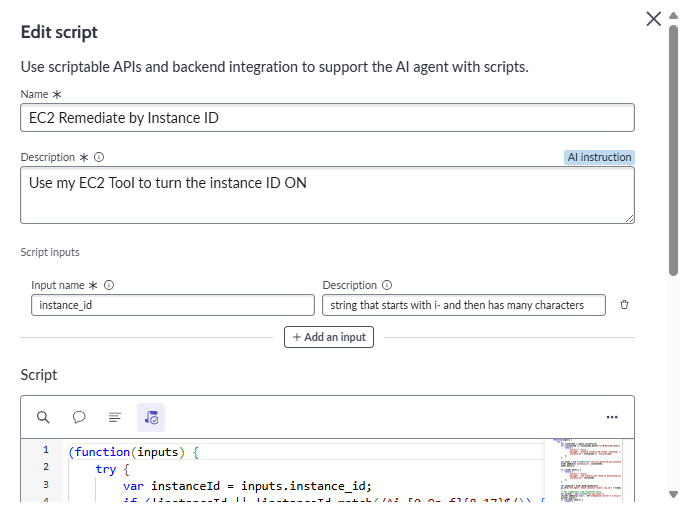 Edit script
Use scriptable APIs and backend integration to support the AI agent with scripts.
Name *
EC2 Remediate by Instance ID
Description * AI instruction
Use my EC2 Tool to turn the instance ID ON
Script inputs
Input name * Description
instance_id string that starts with i- and then has many characters
+ Add an input
Script
1 (function(inputs) {
2 try {
3 var instanceId = inputs.instance_id;